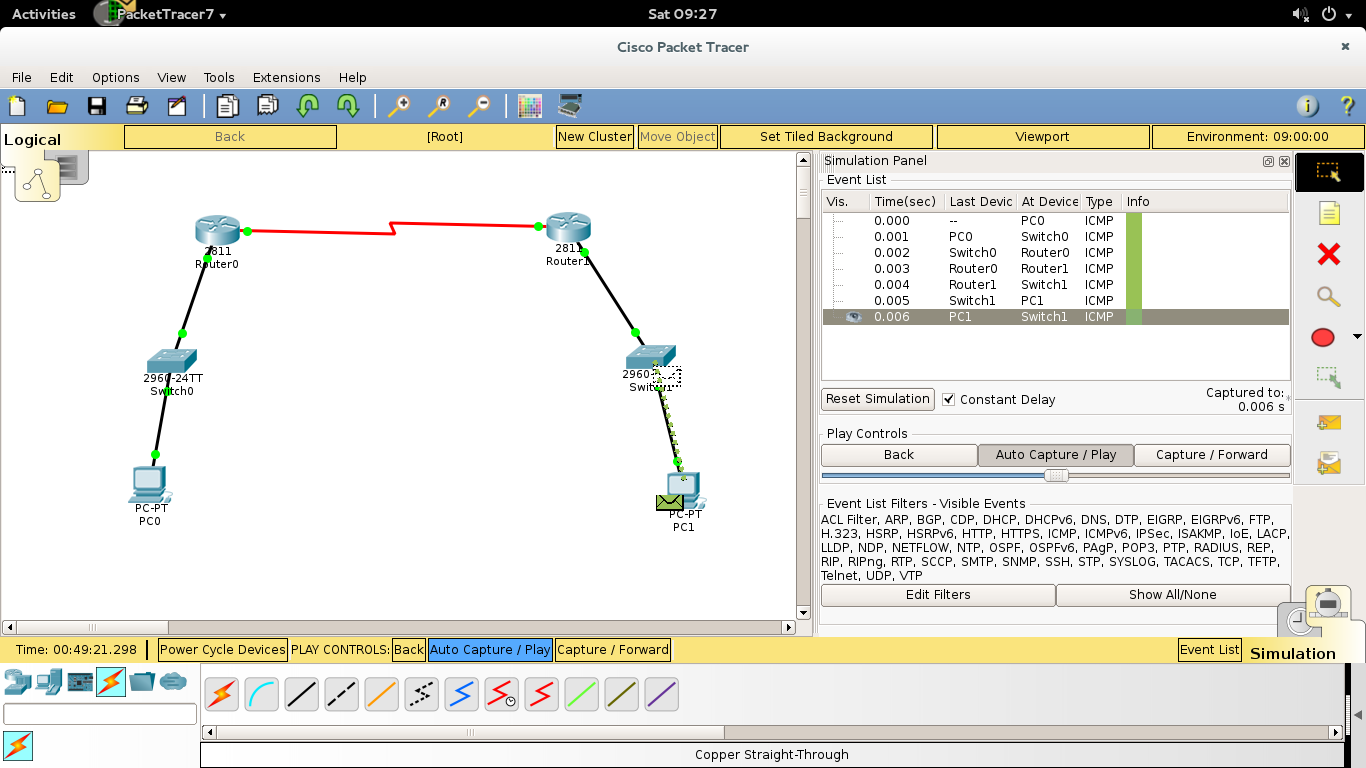 Activities PacketTracer7 Sat 09:27
Cisco Packet Tracer
File Edit Options View Tools Extensions Help
Logical Back [Root] New Cluster Move Object Set Tiled Background Viewport Environment: 09:00:00
2811
Router0
2811
Router1
2960-24TT
Switch0
2960-
Switch1
PC-PT
PC0
PC-PT
PC1
Simulation Panel
Event List
Vis. Time(sec) Last Devic At Device Type Info
0.000 -- PC0 ICMP
0.001 PC0 Switch0 ICMP
0.002 Switch0 Router0 ICMP
0.003 Router0 Router1 ICMP
0.004 Router1 Switch1 ICMP
0.005 Switch1 PC1 ICMP
0.006 PC1 Switch1 ICMP
Reset Simulation Constant Delay Captured to: *
0.006 s
Play Controls
Back Auto Capture / Play Capture / Forward
Event List Filters - Visible Events
ACL Filter, ARP, BGP, CDP, DHCP, DHCPv6, DNS, DTP, EIGRP, EIGRPv6, FTP,
H.323, HSRP, HSRPv6, HTTP, HTTPS, ICMP, ICMPv6, IPSec, ISAKMP, IoE, LACP,
LLDP, NDP, NETFLOW, NTP, OSPF, OSPFv6, PAgP, POP3, PTP, RADIUS, REP,
RIP, RIPng, RTP, SCCP, SMTP, SNMP, SSH, STP, SYSLOG, TACACS, TCP, TFTP,
Telnet, UDP, VTP
Edit Filters Show All/None
Time: 00:49:21.298 Power Cycle Devices PLAY CONTROLS: Back Auto Capture / Play Capture / Forward Event List Simulation
Copper Straight-Through